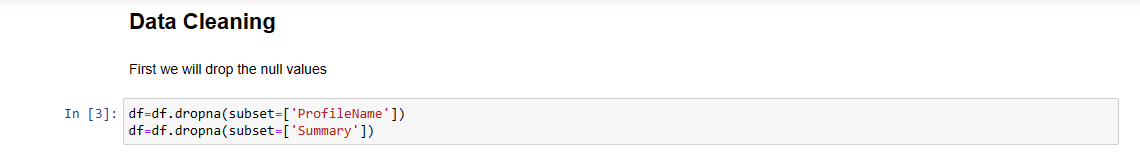 Data Cleaning
First we will drop the null values
In [3]: df=df.dropna(subset=['ProfileName'])
df=df.dropna(subset=['Summary'])